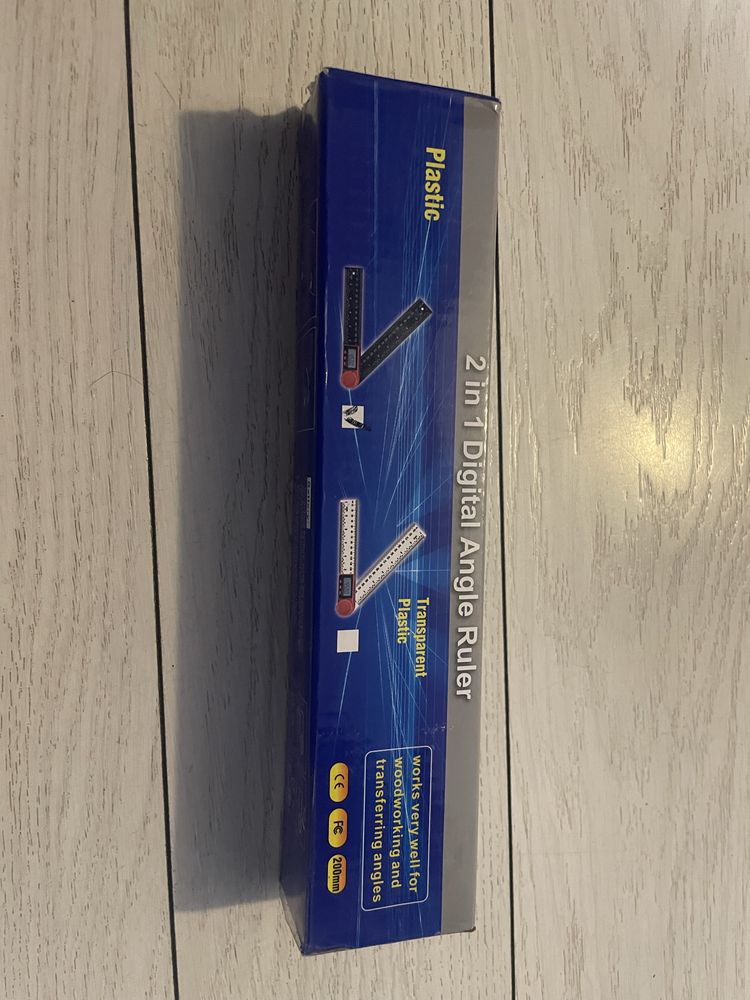 2 in 1 Digital Angle Ruler
Plastic
Transparent
Plastic
works very well for
woodworking and
transferring angles
CE
FC
200mm